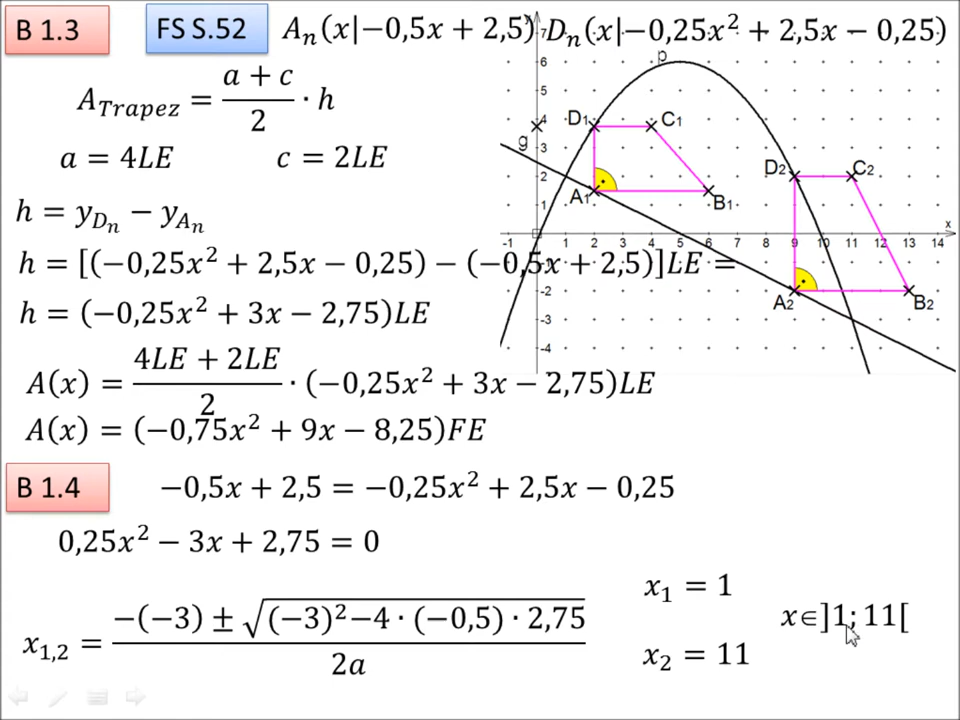 B 1.3 FS S.52 Aₙ(x|−0,5x + 2,5) Dₙ(x|−0,25x² + 2,5x − 0,25)
A_Trapez = (a + c)/2 · h
a = 4LE c = 2LE
h = y_Dₙ − y_Aₙ
h = [(−0,25x² + 2,5x − 0,25) − (−0,5x + 2,5)]LE =
h = (−0,25x² + 3x − 2,75)LE
A(x) = (4LE + 2LE)/2 · (−0,25x² + 3x − 2,75)LE
A(x) = (−0,75x² + 9x − 8,25)FE
y
7
p
6
5
4 D₁ C₁
g 3
2 D₂ C₂
A₁ B₁
1
x
-1 1 2 3 4 5 6 7 8 9 10 11 12 13 14
-2 A₂ B₂
-3
-4
B 1.4 −0,5x + 2,5 = −0,25x² + 2,5x − 0,25
0,25x² − 3x + 2,75 = 0
x₁,₂ = (−(−3) ± √((−3)²−4 · (−0,5) · 2,75))/2a
x₁ = 1
x∈]1; 11[
x₂ = 11